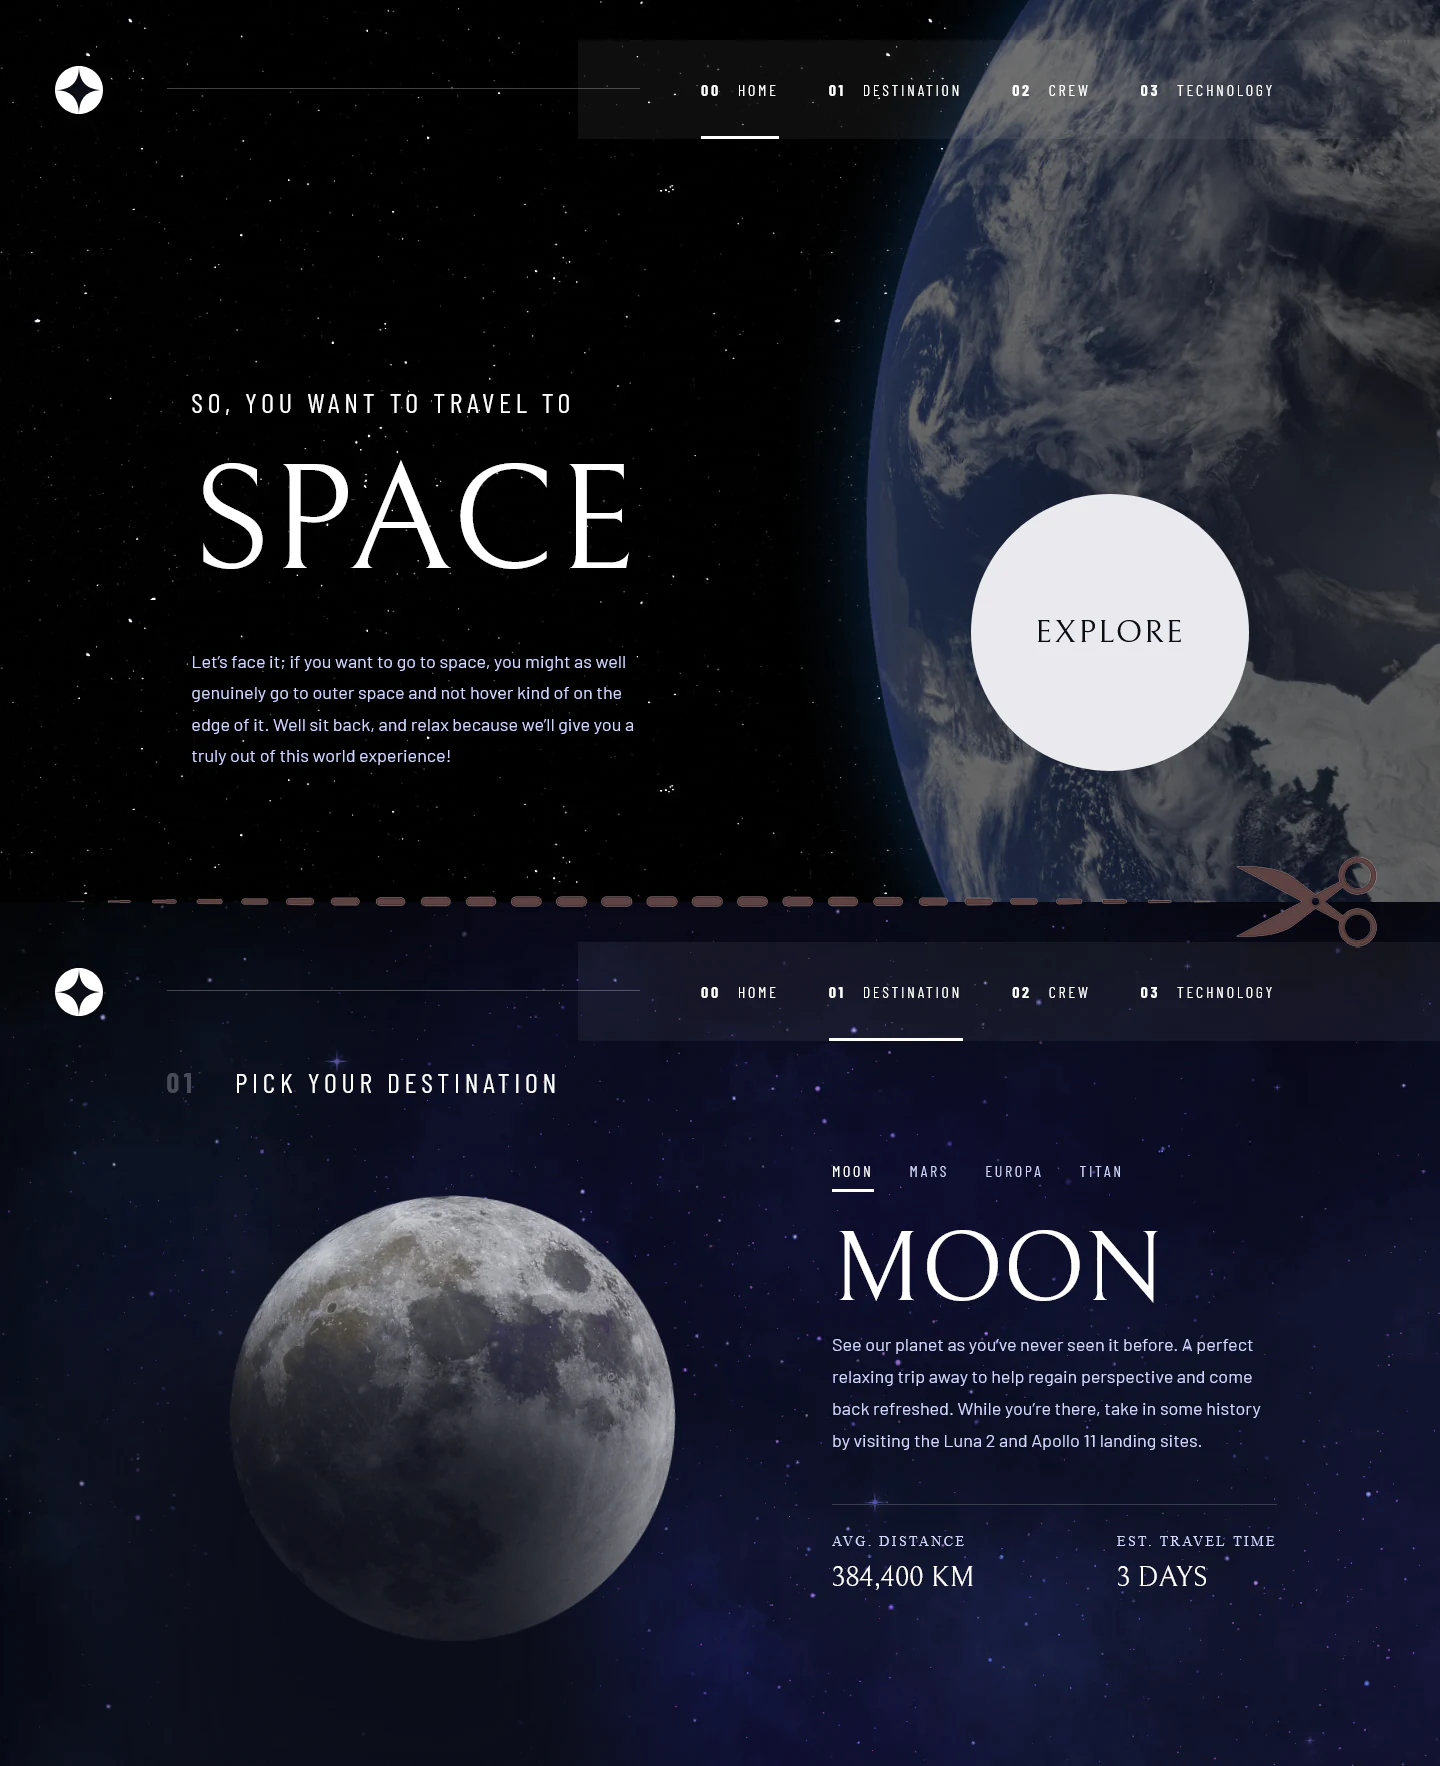 00 HOME 01 DESTINATION 02 CREW 03 TECHNOLOGY
SO, YOU WANT TO TRAVEL TO
SPACE
Let’s face it; if you want to go to space, you might as well
genuinely go to outer space and not hover kind of on the
edge of it. Well sit back, and relax because we’ll give you a
truly out of this world experience!
EXPLORE
00 HOME 01 DESTINATION 02 CREW 03 TECHNOLOGY
01 PICK YOUR DESTINATION
MOON MARS EUROPA TITAN
MOON
See our planet as you’ve never seen it before. A perfect
relaxing trip away to help regain perspective and come
back refreshed. While you’re there, take in some history
by visiting the Luna 2 and Apollo 11 landing sites.
AVG. DISTANCE EST. TRAVEL TIME
384,400 KM 3 DAYS